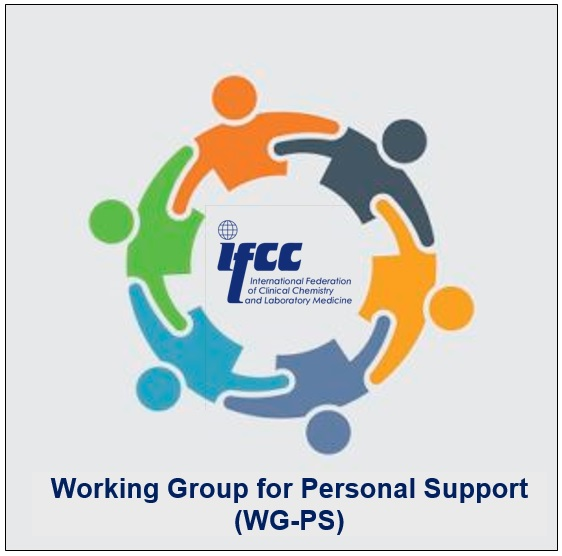 ifcc
International Federation
of Clinical Chemistry
and Laboratory Medicine
Working Group for Personal Support
(WG-PS)